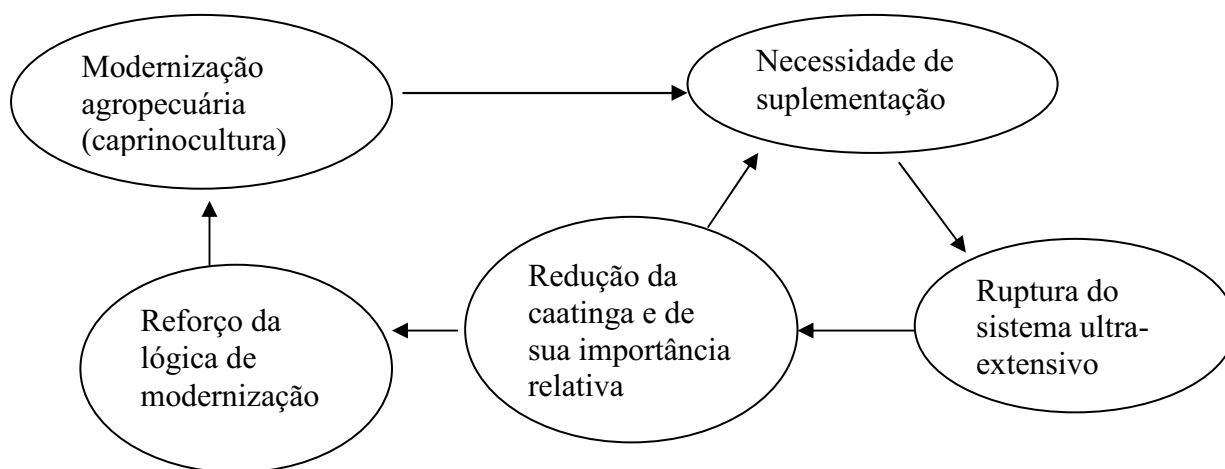 Modernização
agropecuária
(caprinocultura)
Necessidade de
suplementação
Ruptura do
sistema ultra-
extensivo
Redução da
caatinga e de
sua importância
relativa
Reforço da
lógica de
modernização